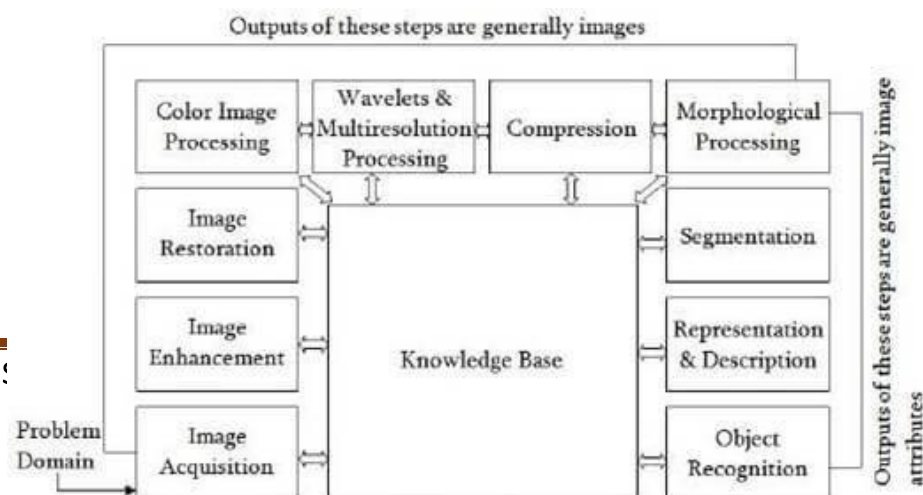 Outputs of these steps are generally images
Color Image
Processing
Wavelets &
Multiresolution
Processing
Compression
Morphological
Processing
Image
Restoration
Segmentation
Image
Enhancement
Knowledge Base
Representation
& Description
Problem
Domain
Image
Acquisition
Object
Recognition
Outputs of these steps are generally image
attributes